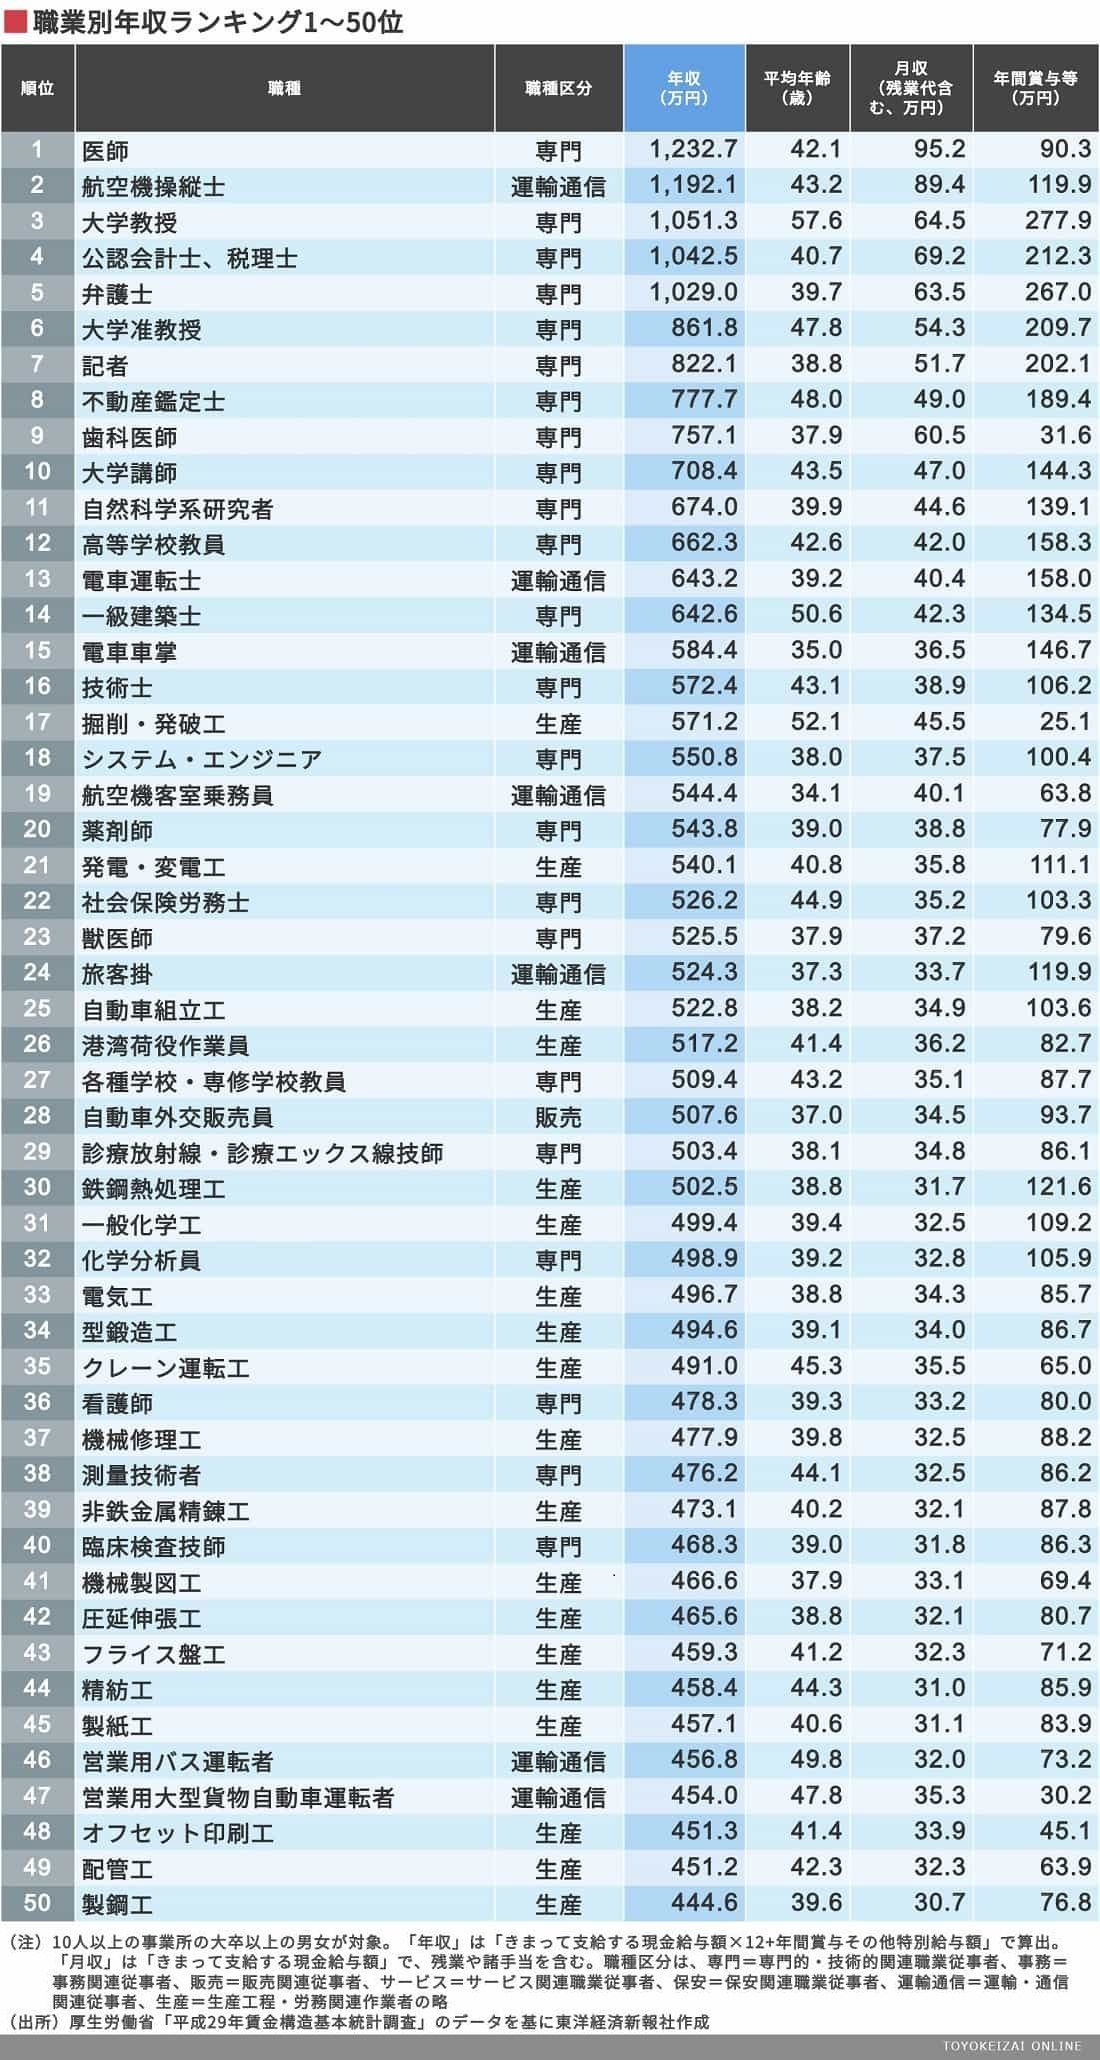 職業別年収ランキング1～50位
順位 職種 職種区分 年収（万円） 平均年齢（歳） 月収（残業代含む、万円） 年間賞与等（万円）
1 医師 専門 1,232.7 42.1 95.2 90.3
2 航空機操縦士 運輸通信 1,192.1 43.2 89.4 119.9
3 大学教授 専門 1,051.3 57.6 64.5 277.9
4 公認会計士、税理士 専門 1,042.5 40.7 69.2 212.3
5 弁護士 専門 1,029.0 39.7 63.5 267.0
6 大学准教授 専門 861.8 47.8 54.3 209.7
7 記者 専門 822.1 38.8 51.7 202.1
8 不動産鑑定士 専門 777.7 48.0 49.0 189.4
9 歯科医師 専門 757.1 37.9 60.5 31.6
10 大学講師 専門 708.4 43.5 47.0 144.3
11 自然科学系研究者 専門 674.0 39.9 44.6 139.1
12 高等学校教員 専門 662.3 42.6 42.0 158.3
13 電車運転士 運輸通信 643.2 39.2 40.4 158.0
14 一級建築士 専門 642.6 50.6 42.3 134.5
15 電車車掌 運輸通信 584.4 35.0 36.5 146.7
16 技術士 専門 572.4 43.1 38.9 106.2
17 掘削・発破工 生産 571.2 52.1 45.5 25.1
18 システム・エンジニア 専門 550.8 38.0 37.5 100.4
19 航空機客室乗務員 運輸通信 544.4 34.1 40.1 63.8
20 薬剤師 専門 543.8 39.0 38.8 77.9
21 発電・変電工 生産 540.1 40.8 35.8 111.1
22 社会保険労務士 専門 526.2 44.9 35.2 103.3
23 獣医師 専門 525.5 37.9 37.2 79.6
24 旅客掛 運輸通信 524.3 37.3 33.7 119.9
25 自動車組立工 生産 522.8 38.2 34.9 103.6
26 港湾荷役作業員 生産 517.2 41.4 36.2 82.7
27 各種学校・専修学校教員 専門 509.4 43.2 35.1 87.7
28 自動車外交販売員 販売 507.6 37.0 34.5 93.7
29 診療放射線・診療エックス線技師 専門 503.4 38.1 34.8 86.1
30 鉄鋼熱処理工 生産 502.5 38.8 31.7 121.6
31 一般化学工 生産 499.4 39.4 32.5 109.2
32 化学分析員 専門 498.9 39.2 32.8 105.9
33 電気工 生産 496.7 38.8 34.3 85.7
34 型鍛造工 生産 494.6 39.1 34.0 86.7
35 クレーン運転工 生産 491.0 45.3 35.5 65.0
36 看護師 専門 478.3 39.3 33.2 80.0
37 機械修理工 生産 477.9 39.8 32.5 88.2
38 測量技術者 専門 476.2 44.1 32.5 86.2
39 非鉄金属精錬工 生産 473.1 40.2 32.1 87.8
40 臨床検査技師 専門 468.3 39.0 31.8 86.3
41 機械製図工 生産 466.6 37.9 33.1 69.4
42 圧延伸張工 生産 465.6 38.8 32.1 80.7
43 フライス盤工 生産 459.3 41.2 32.3 71.2
44 精紡工 生産 458.4 44.3 31.0 85.9
45 製紙工 生産 457.1 40.6 31.1 83.9
46 営業用バス運転者 運輸通信 456.8 49.8 32.0 73.2
47 営業用大型貨物自動車運転者 運輸通信 454.0 47.8 35.3 30.2
48 オフセット印刷工 生産 451.3 41.4 33.9 45.1
49 配管工 生産 451.2 42.3 32.3 63.9
50 製鋼工 生産 444.6 39.6 30.7 76.8
（注）10人以上の事業所の大卒以上の男女が対象。「年収」は「きまって支給する現金給与額×12+年間賞与その他特別給与額」で算出。
「月収」は「きまって支給する現金給与額」で、残業や諸手当を含む。職種区分は、専門＝専門的・技術的関連職業従事者、事務＝
事務関連従事者、販売＝販売関連従事者、サービス＝サービス関連職業従事者、保安＝保安関連職業従事者、運輸通信＝運輸・通信
関連従事者、生産＝生産工程・労務関連作業者の略
（出所）厚生労働省「平成29年賃金構造基本統計調査」のデータを基に東洋経済新報社作成
TOYOKEIZAI ONLINE